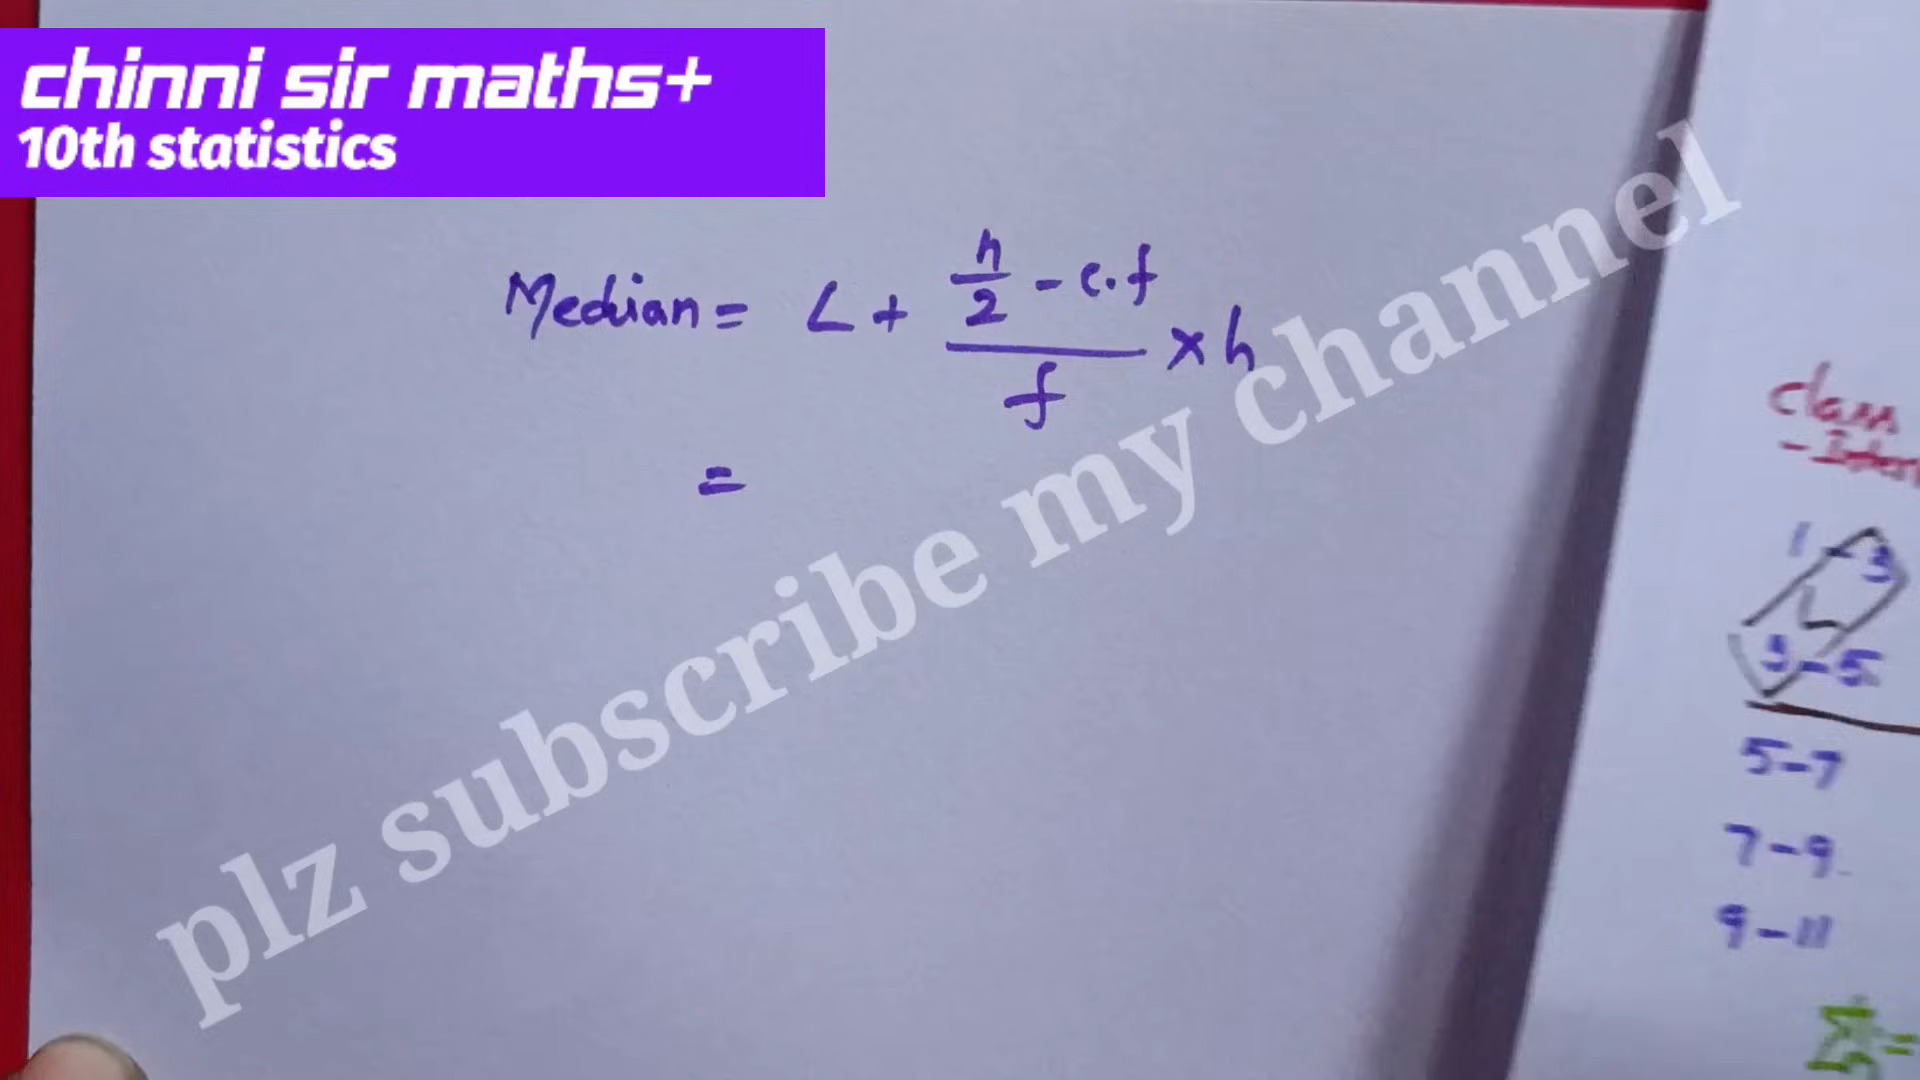 chinni sir maths+
10th statistics
Median = L + (n/2 - c.f)/f × h
=
plz subscribe my channel
class
1-3
3-5
5-7
7-9
9-11